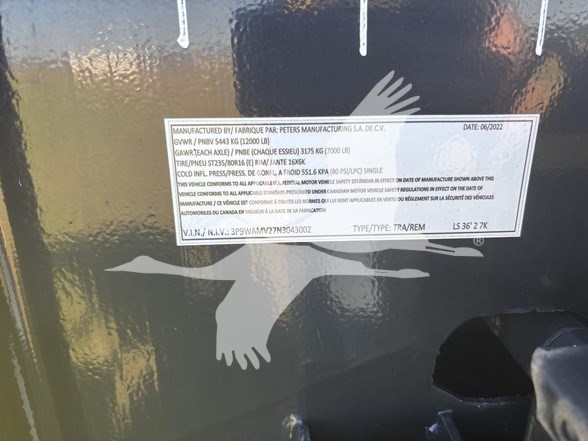 MANUFACTURED BY/ FABRIQUE PAR: PETERS MANUFACTURING S.A. DE C.V. DATE: 06/2022
GVWR / PNBV 5443 KG (12000 LB)
GAWR (EACH AXLE) / PNBE (CHAQUE ESSIEU) 3175 KG (7000 LB)
TIRE/PNEU ST235/80R16 (E) RIM/JANTE 16X6K
COLD INFL. PRESS./PRESS. DE GONFL. A FROID 551.6 KPA (80 PSI/LPC) SINGLE
THIS VEHICLE CONFORMS TO ALL APPLICABLE FEDERAL MOTOR VEHICLE SAFETY ESTÁNDAR IN EFFECT ON DATE OF MANUFACTURE SHOWN ABOVE THIS
VEHICLE CONFORMS TO ALL APPLICABLE STANDARS PRESCRIBED UNDER CANADIAN MOTOR VEHICLE SAFETY REGULATIONS IN EFFECT ON THE DATE OF
MANUFACTURE / CE VEHICULE EST CONFORME À TOUTES LES NORMES QUI LUI SONT APPLICABLES EN VERTU DU RÈGLEMENT SUR LA SÉCURITÉ DES VÉHICULES
AUTOMOBILES DU CANADA EN VIGUEUR À LA DATE DE SA FABRICATION
V.I.N./ N.I.V.: 3P9WAMV27N3043002 TYPE/TYPE: TRA/REM LS 36' 2 7K
®